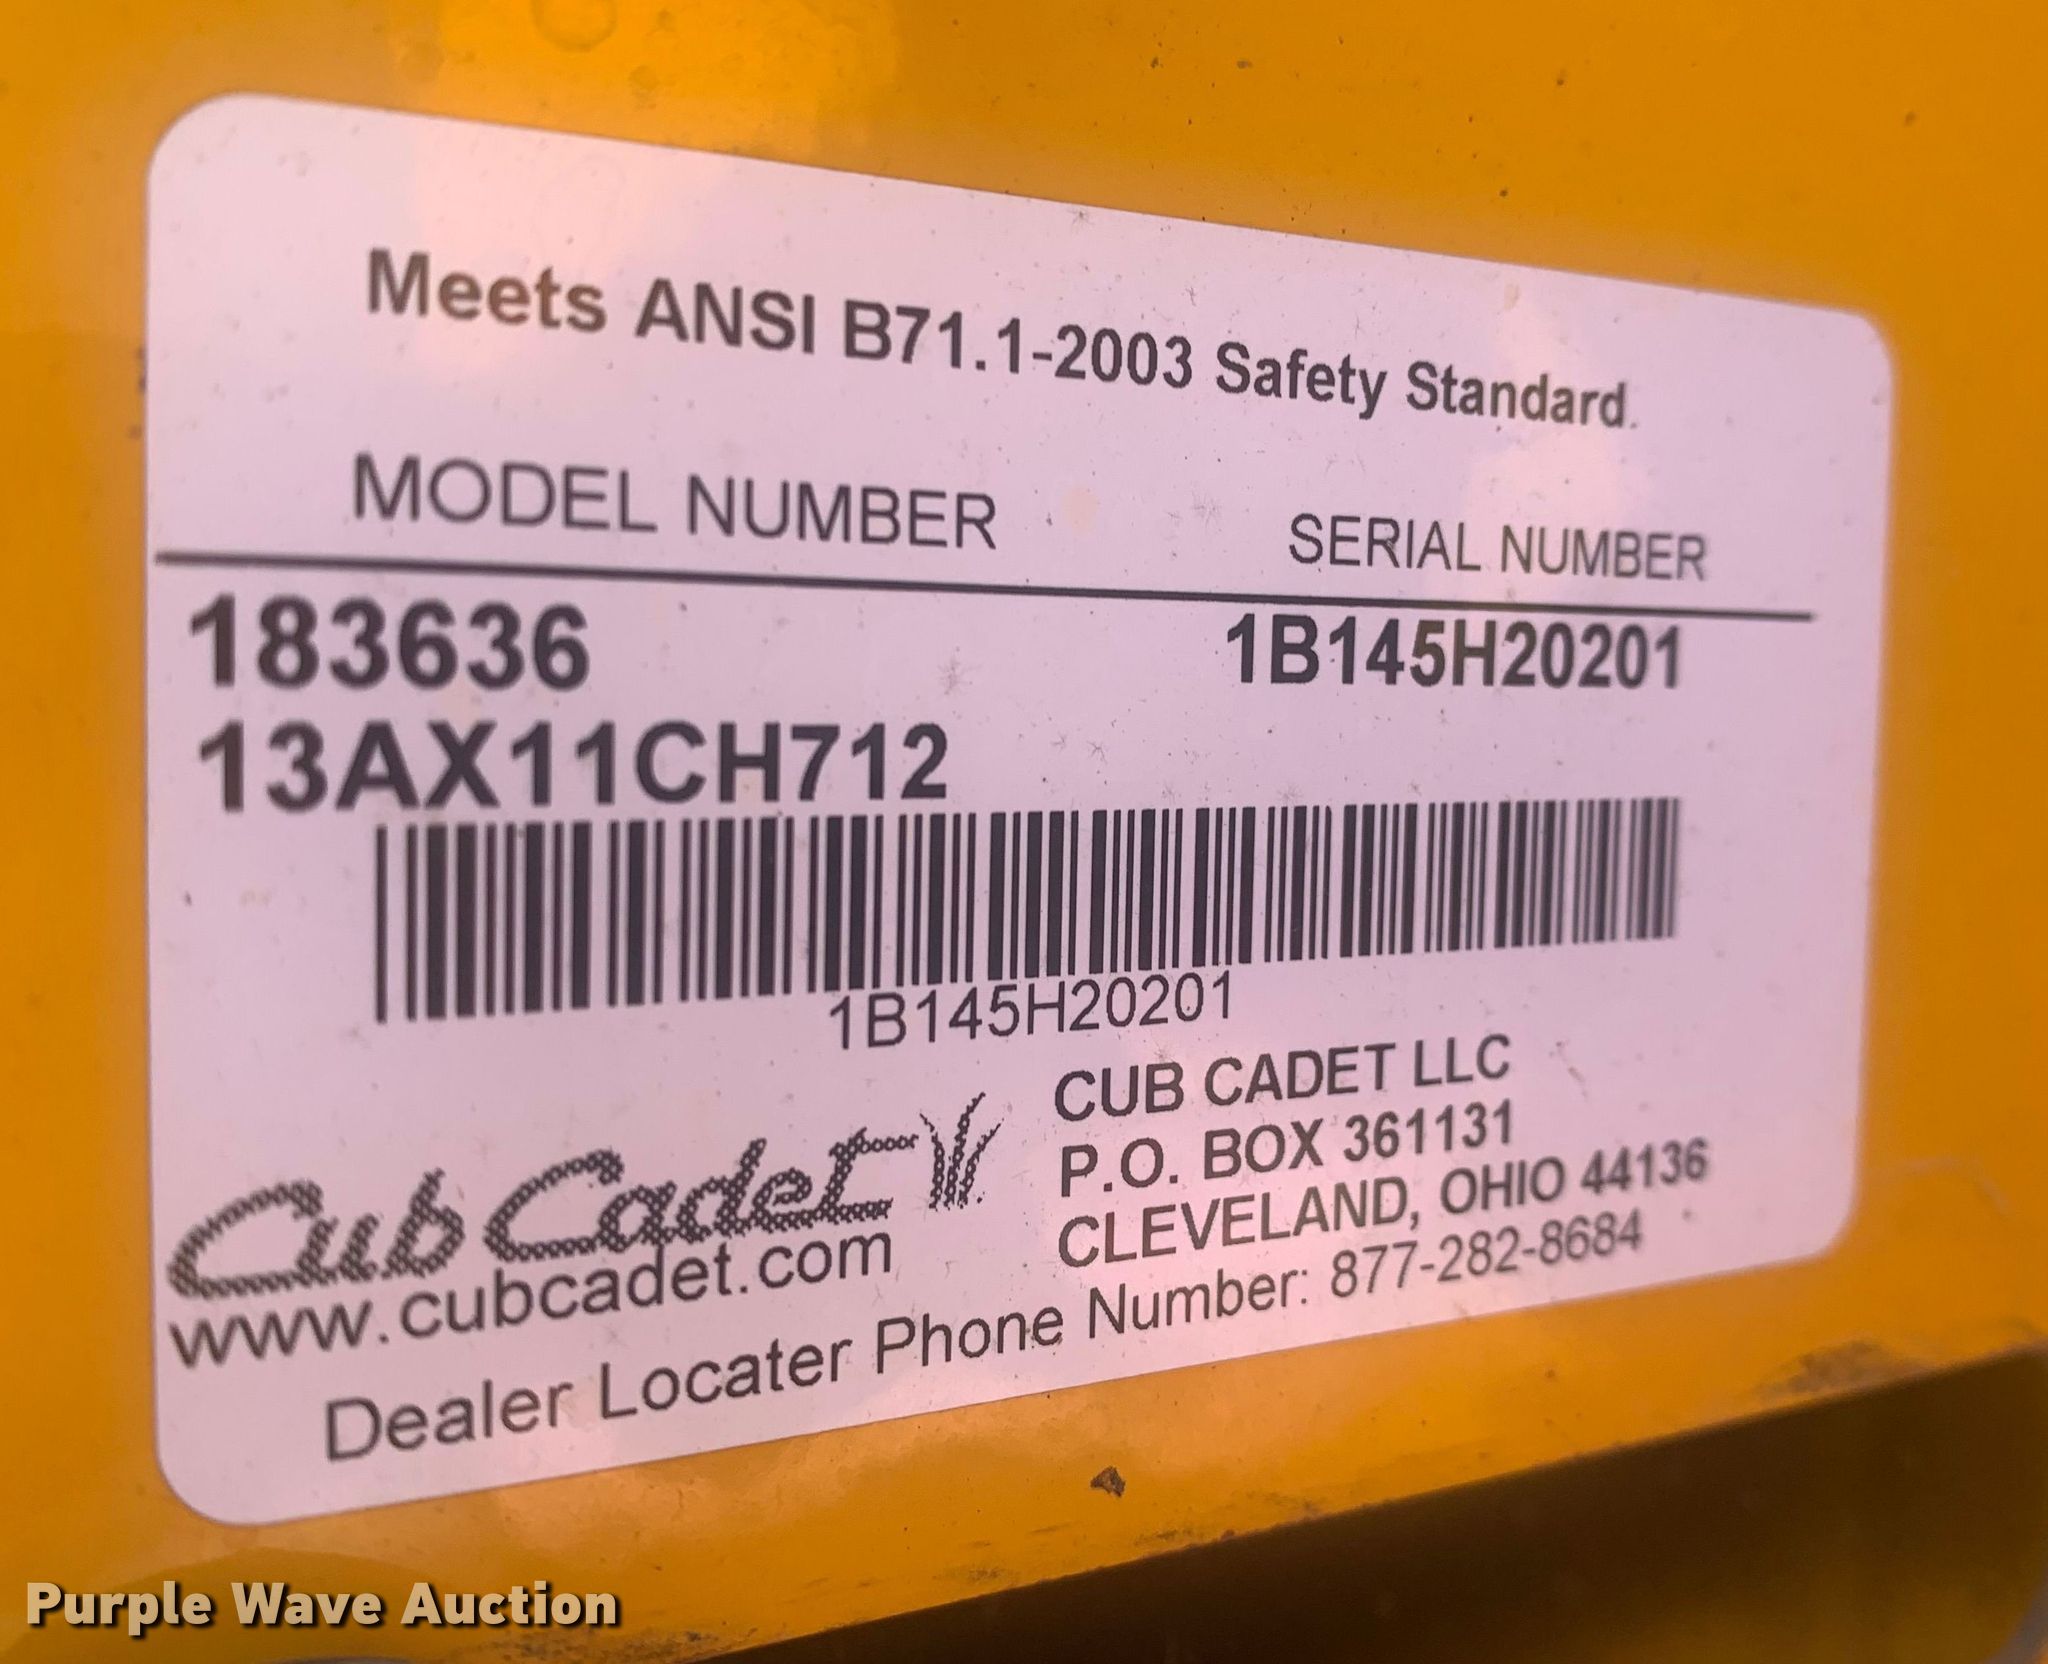 Meets ANSI B71.1-2003 Safety Standard.
MODEL NUMBER SERIAL NUMBER
183636 1B145H20201
13AX11CH712
1B145H20201
Cub Cadet
www.cubcadet.com
CUB CADET LLC
P.O. BOX 361131
CLEVELAND, OHIO 44136
Dealer Locater Phone Number: 877-282-8684
Purple Wave Auction